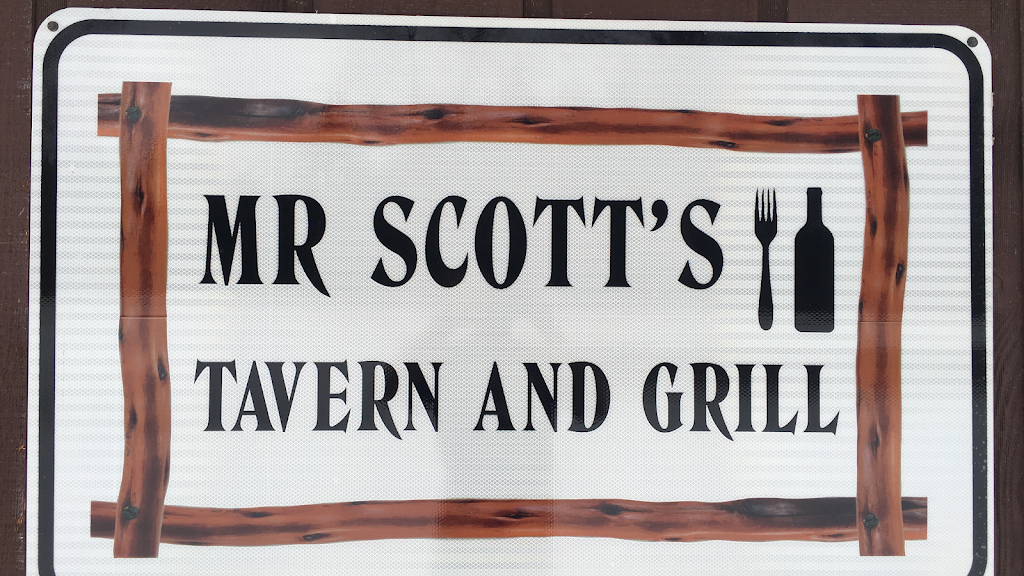 MR SCOTT'S
TAVERN AND GRILL